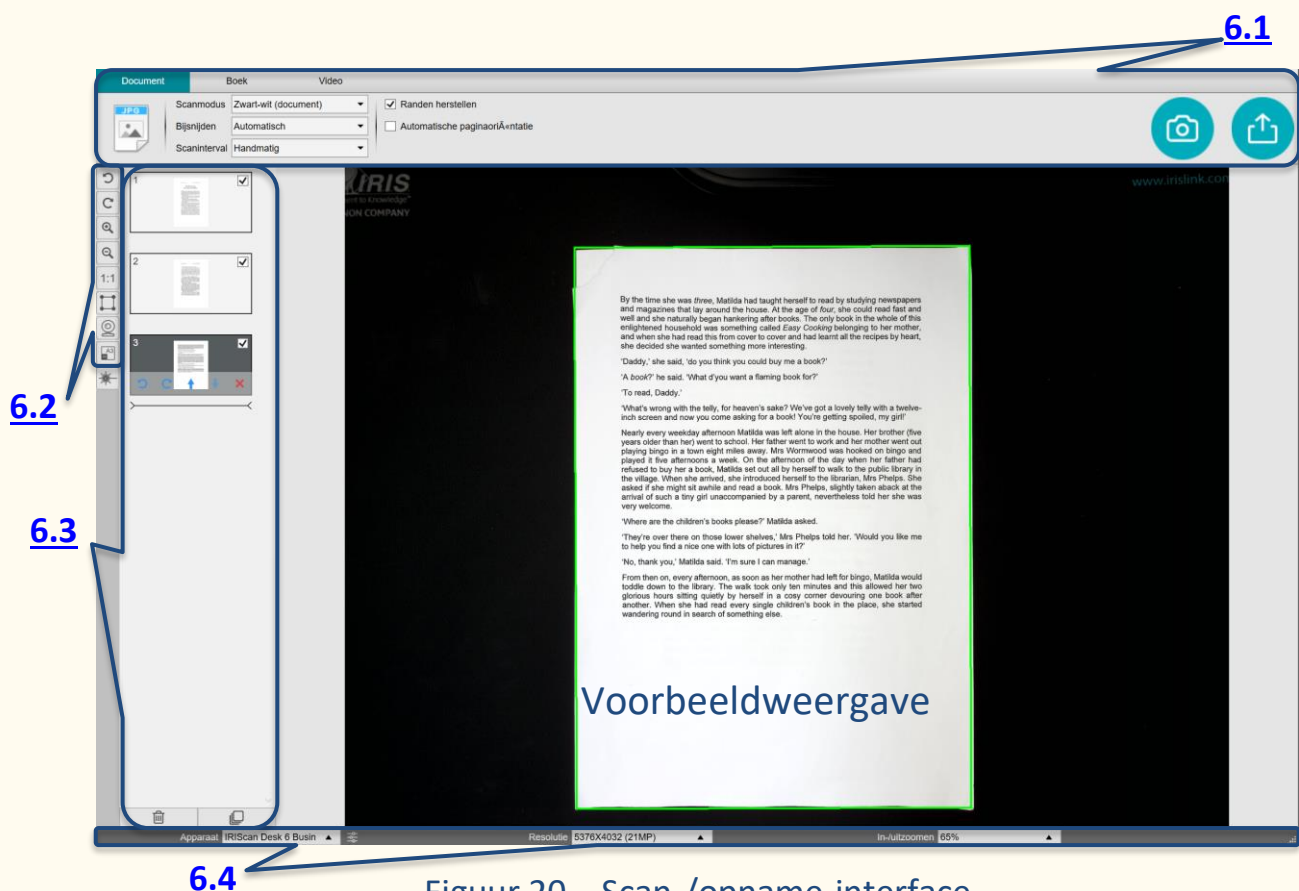 6.1
Document Boek Video
JPG
Scanmodus Zwart-wit (document)
Bijsnijden Automatisch
Scaninterval Handmatig
Randen herstellen
Automatische paginaoriÃ«ntatie
1
2
3
1:1
A3
6.2
6.3
IRIS
to Knowledge
NON COMPANY
www.irislink.com
By the time she was three, Matilda had taught herself to read by studying newspapers
and magazines that lay around the house. At the age of four, she could read fast and
well and she naturally began hankering after books. The only book in the whole of this
enlightened household was something called Easy Cooking belonging to her mother,
and when she had read this from cover to cover and had learnt all the recipes by heart,
she decided she wanted something more interesting.
'Daddy,' she said, 'do you think you could buy me a book?'
'A book?' he said. 'What d'you want a flaming book for?'
'To read, Daddy.'
'What's wrong with the telly, for heaven's sake? We've got a lovely telly with a twelve-
inch screen and now you come asking for a book! You're getting spoiled, my girl!'
Nearly every weekday afternoon Matilda was left alone in the house. Her brother (five
years older than her) went to school. Her father went to work and her mother went out
playing bingo in a town eight miles away. Mrs Wormwood was hooked on bingo and
played it five afternoons a week. On the afternoon of the day when her father had
refused to buy her a book, Matilda set out all by herself to walk to the public library in
the village. When she arrived, she introduced herself to the librarian, Mrs Phelps. She
asked if she might sit awhile and read a book. Mrs Phelps, slightly taken aback at the
arrival of such a tiny girl unaccompanied by a parent, nevertheless told her she was
very welcome.
'Where are the children's books please?' Matilda asked.
'They're over there on those lower shelves,' Mrs Phelps told her. 'Would you like me
to help you find a nice one with lots of pictures in it?'
'No, thank you,' Matilda said. 'I'm sure I can manage.'
From then on, every afternoon, as soon as her mother had left for bingo, Matilda would
toddle down to the library. The walk took only ten minutes and this allowed her two
glorious hours sitting quietly by herself in a cosy corner devouring one book after
another. When she had read every single children's book in the place, she started
wandering round in search of something else.
Voorbeeldweergave
Apparaat IRIScan Desk 6 Busin Resolutie 5376X4032 (21MP) In-/uitzoomen 65%
6.4